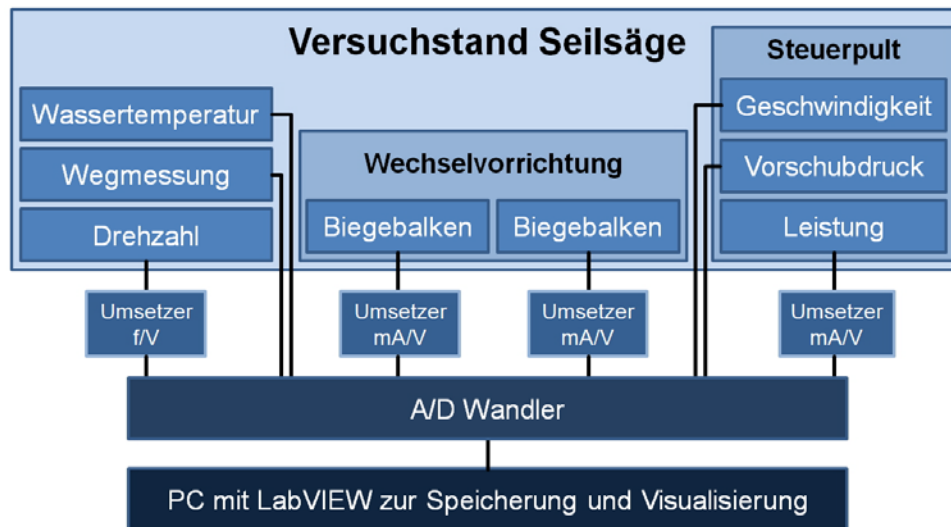 Versuchstand Seilsäge
Steuerpult
Wassertemperatur
Wegmessung
Drehzahl
Wechselvorrichtung
Biegebalken
Biegebalken
Geschwindigkeit
Vorschubdruck
Leistung
Umsetzer
f/V
Umsetzer
mA/V
Umsetzer
mA/V
Umsetzer
mA/V
A/D Wandler
PC mit LabVIEW zur Speicherung und Visualisierung